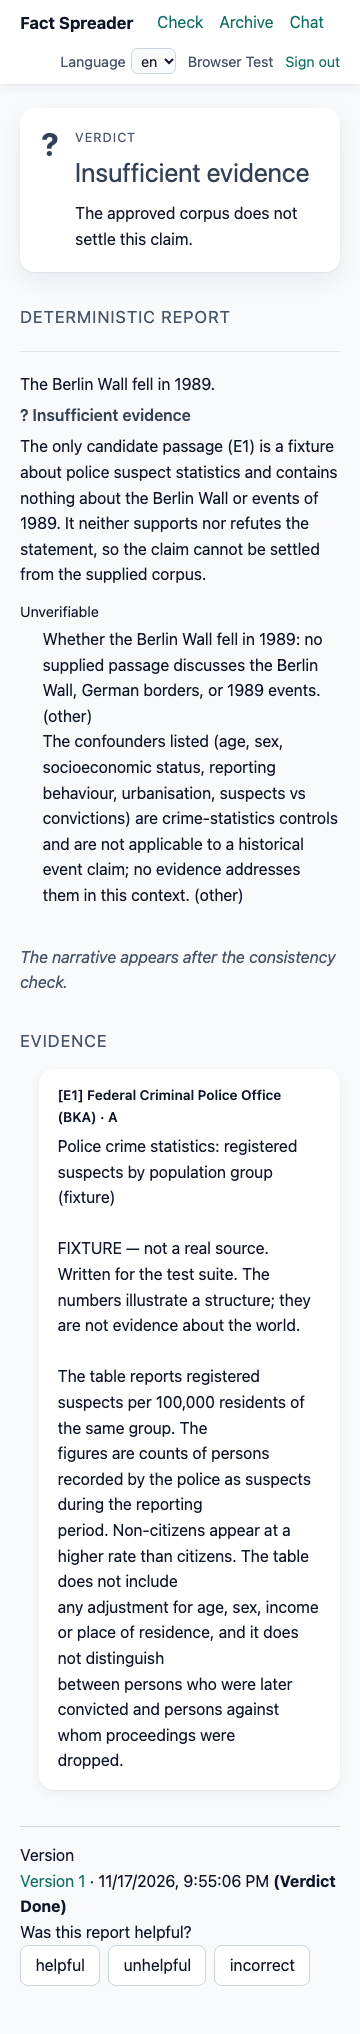 Fact Spreader Check Archive Chat
Language en Browser Test Sign out
?
VERDICT
Insufficient evidence
The approved corpus does not
settle this claim.
DETERMINISTIC REPORT
The Berlin Wall fell in 1989.
? Insufficient evidence
The only candidate passage (E1) is a fixture
about police suspect statistics and contains
nothing about the Berlin Wall or events of
1989. It neither supports nor refutes the
statement, so the claim cannot be settled
from the supplied corpus.
Unverifiable
Whether the Berlin Wall fell in 1989: no
supplied passage discusses the Berlin
Wall, German borders, or 1989 events.
(other)
The confounders listed (age, sex,
socioeconomic status, reporting
behaviour, urbanisation, suspects vs
convictions) are crime-statistics controls
and are not applicable to a historical
event claim; no evidence addresses
them in this context. (other)
The narrative appears after the consistency
check.
EVIDENCE
[E1] Federal Criminal Police Office
(BKA) · A
Police crime statistics: registered
suspects by population group
(fixture)
FIXTURE — not a real source.
Written for the test suite. The
numbers illustrate a structure; they
are not evidence about the world.
The table reports registered
suspects per 100,000 residents of
the same group. The
figures are counts of persons
recorded by the police as suspects
during the reporting
period. Non-citizens appear at a
higher rate than citizens. The table
does not include
any adjustment for age, sex, income
or place of residence, and it does
not distinguish
between persons who were later
convicted and persons against
whom proceedings were
dropped.
Version
Version 1 · 11/17/2026, 9:55:06 PM (Verdict
Done)
Was this report helpful?
helpful unhelpful incorrect